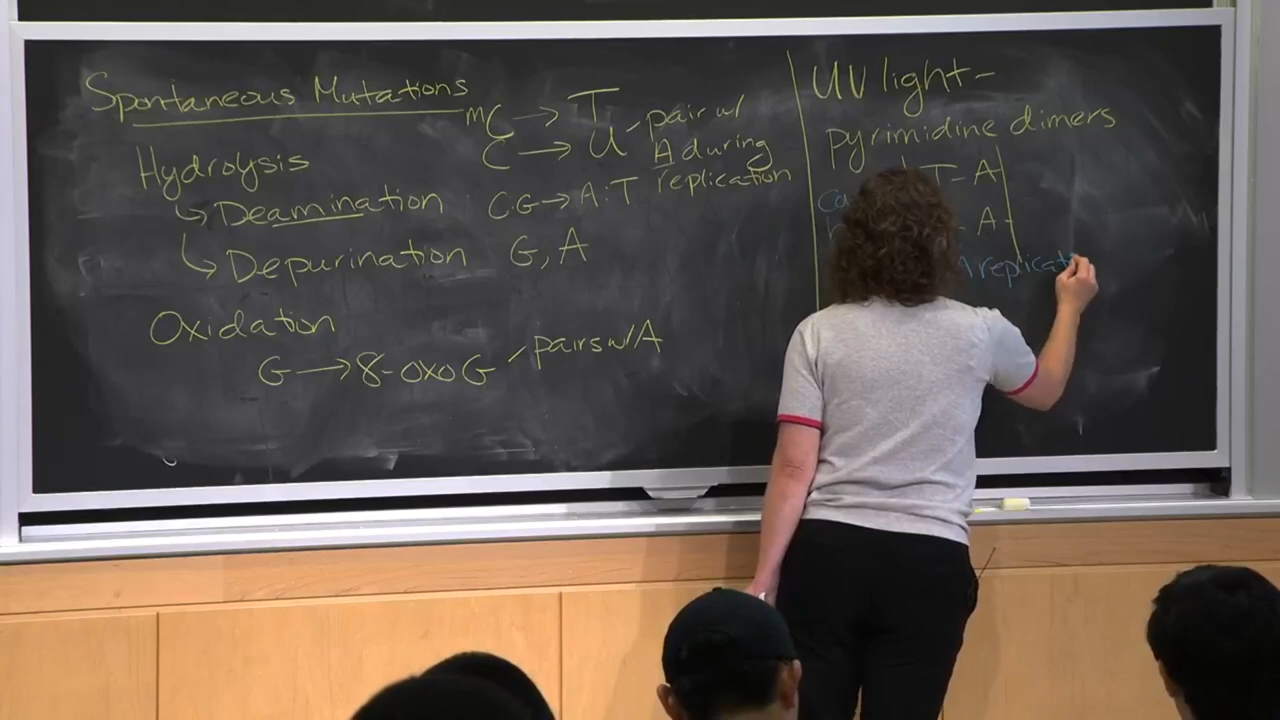 Spontaneous Mutations
mC → T
C → U - pair w/
A during
replication
Hydrolysis
↳ Deamination C:G → A:T
↳ Depurination G, A
Oxidation
G → 8-oxoG - pairs w/ A
UV light -
pyrimidine dimers
T - A
- A -
replicat